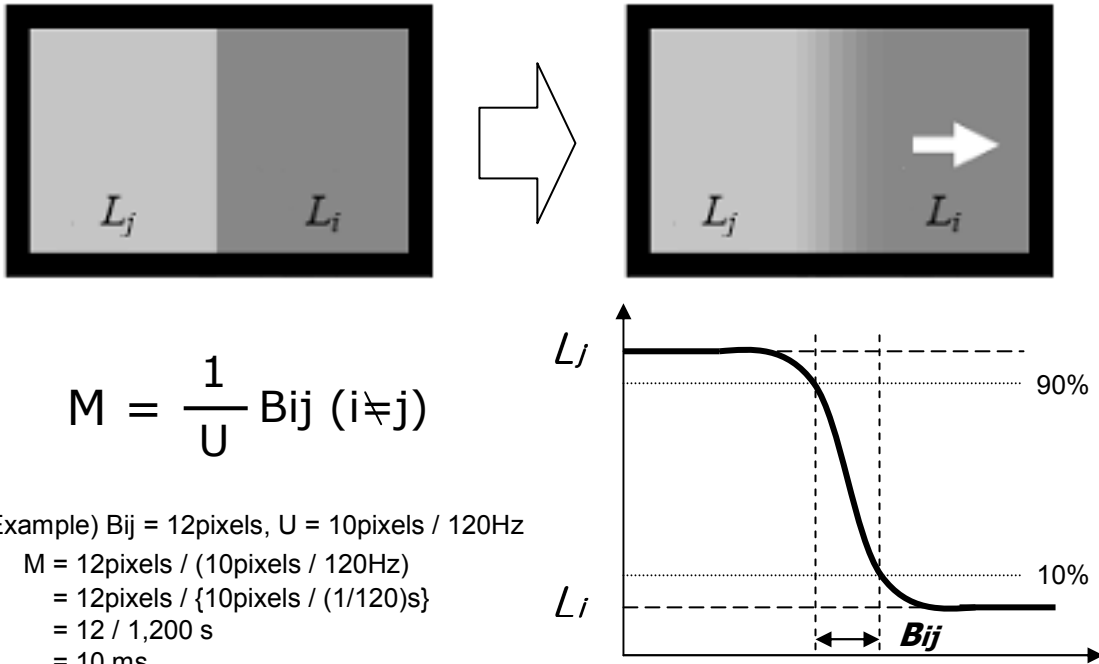 Lj Li
Lj Li
M = 1/U Bij (i≒j)
Example) Bij = 12pixels, U = 10pixels / 120Hz
M = 12pixels / (10pixels / 120Hz)
= 12pixels / {10pixels / (1/120)s}
= 12 / 1,200 s
= 10 ms
Lj
90%
10%
Li
Bij